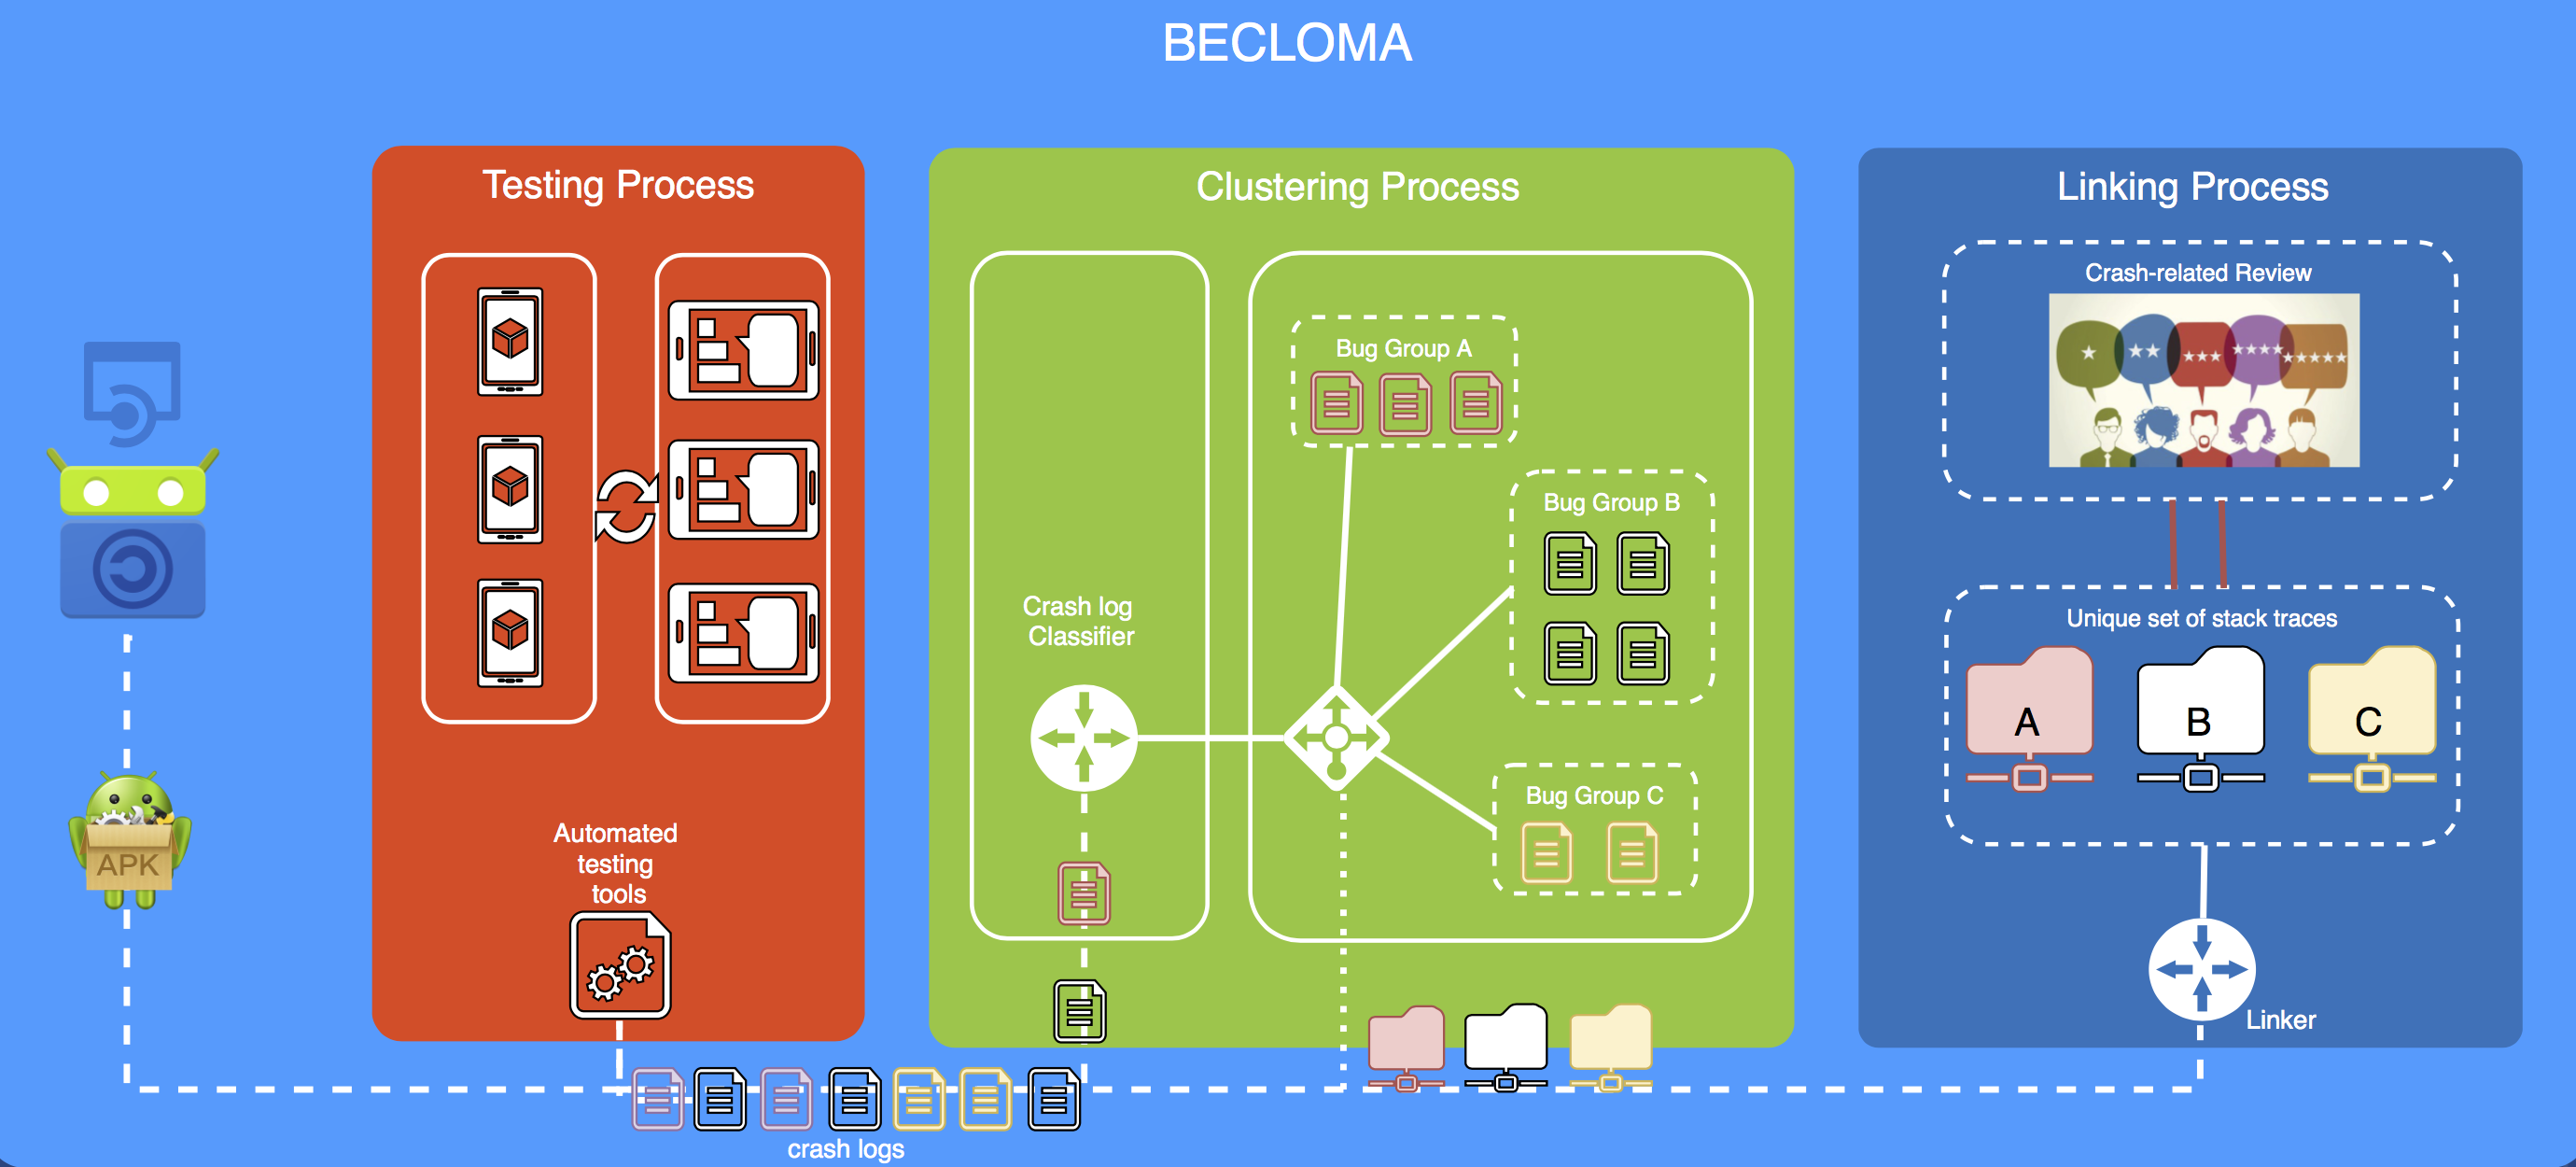 BECLOMA
Testing Process
Automated
testing
tools
APK
crash logs
Clustering Process
Crash log
Classifier
Bug Group A
Bug Group B
Bug Group C
Linking Process
Crash-related Review
Unique set of stack traces
A
B
C
Linker